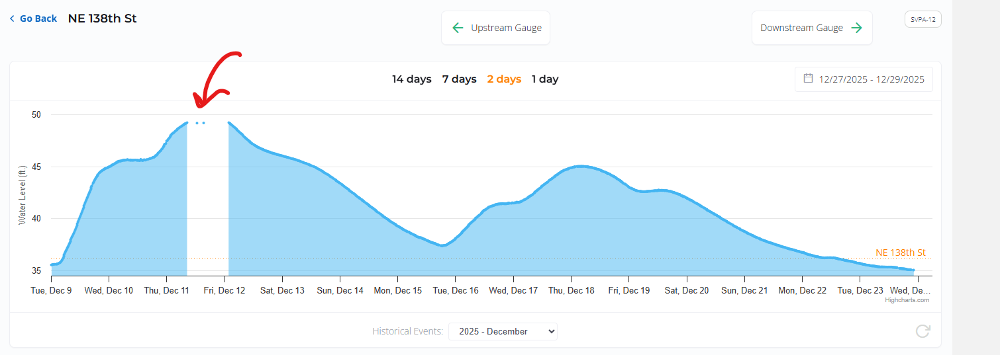 Go Back NE 138th St
Upstream Gauge
Downstream Gauge
SVPA-12
14 days 7 days 2 days 1 day
12/27/2025 - 12/29/2025
Water Level (ft.)
50
45
40
35
NE 138th St
Tue, Dec 9 Wed, Dec 10 Thu, Dec 11 Fri, Dec 12 Sat, Dec 13 Sun, Dec 14 Mon, Dec 15 Tue, Dec 16 Wed, Dec 17 Thu, Dec 18 Fri, Dec 19 Sat, Dec 20 Sun, Dec 21 Mon, Dec 22 Tue, Dec 23 Wed, De...
Highcharts.com
Historical Events: 2025 - December